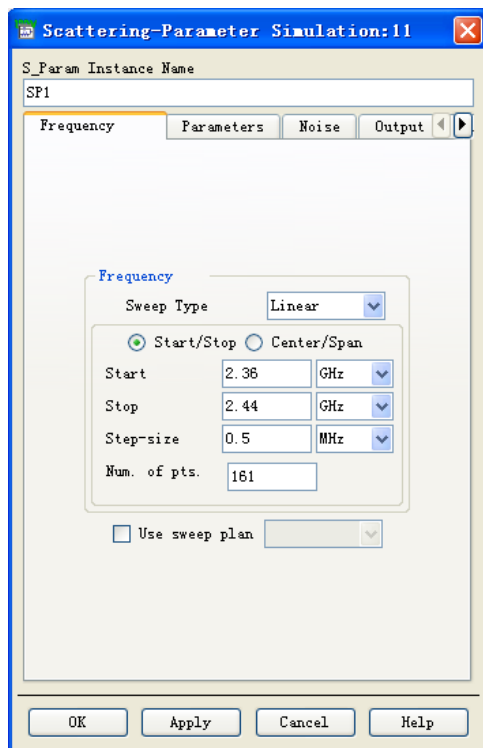 Scattering-Parameter Simulation:11
S_Param Instance Name
SP1
Frequency Parameters Noise Output
Frequency
Sweep Type Linear
Start/Stop Center/Span
Start 2.36 GHz
Stop 2.44 GHz
Step-size 0.5 MHz
Num. of pts. 161
Use sweep plan
OK Apply Cancel Help